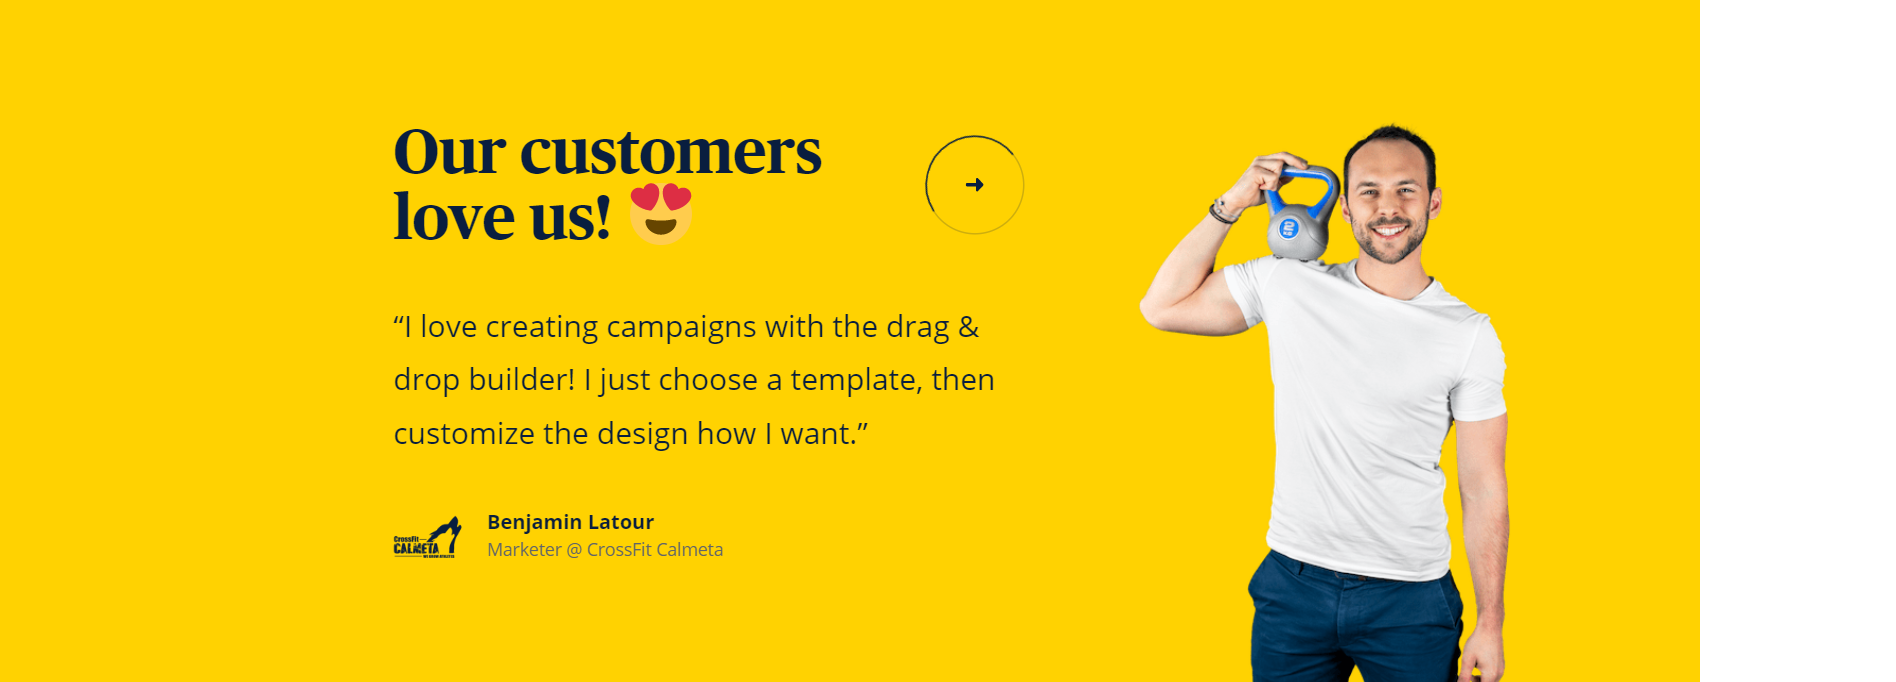 Our customers
love us! 😍
“I love creating campaigns with the drag &
drop builder! I just choose a template, then
customize the design how I want.”
CrossFit
CALMETA
Benjamin Latour
Marketer @ CrossFit Calmeta
2